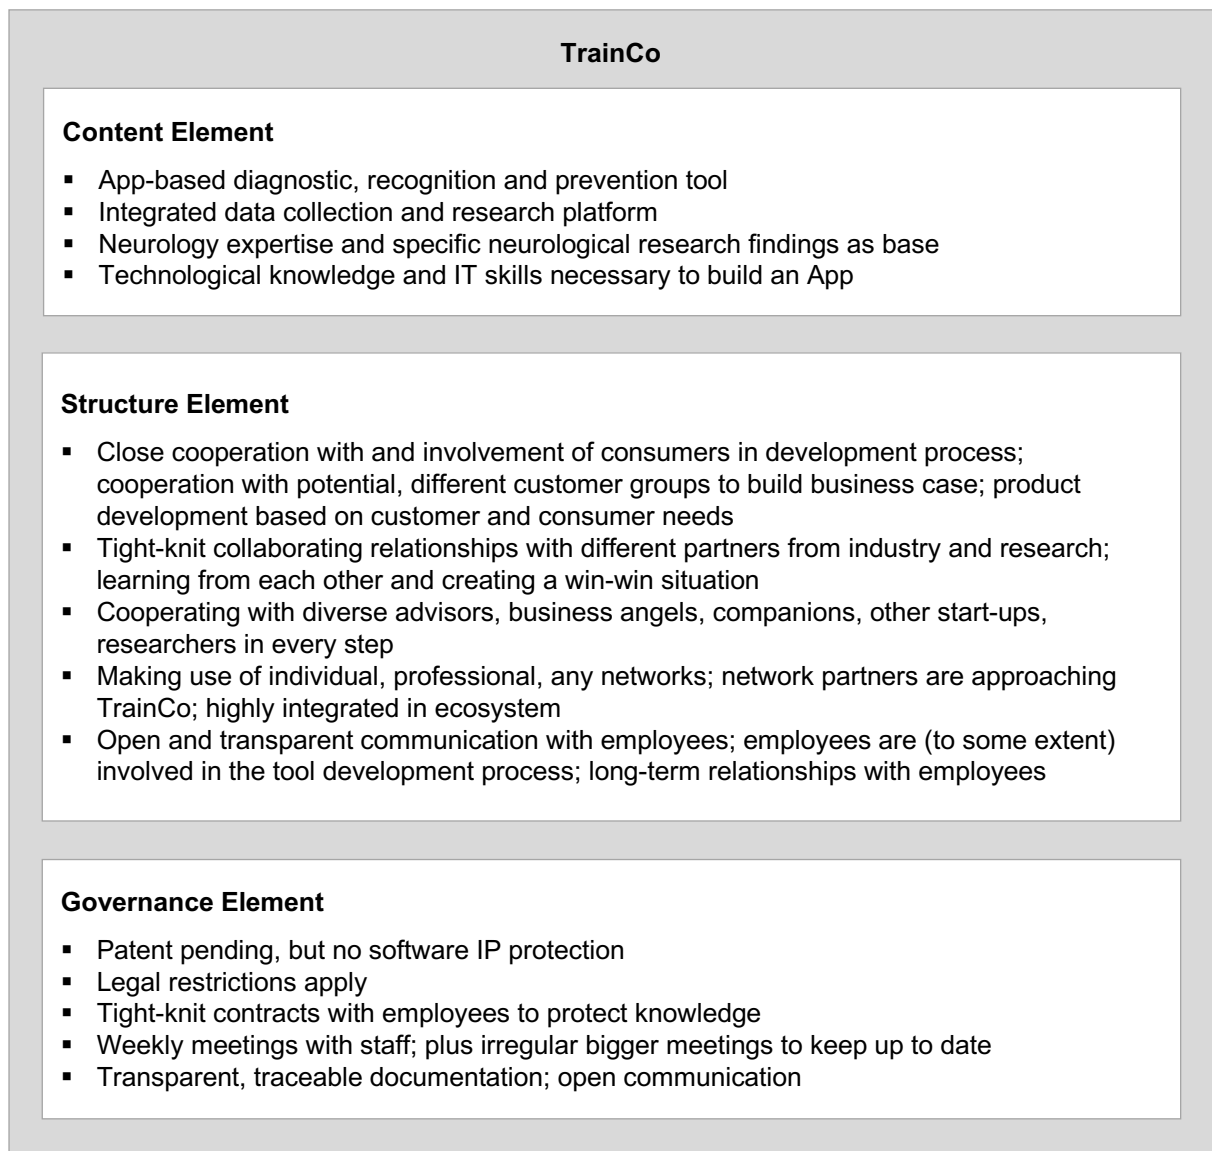 TrainCo
Content Element
▪ App-based diagnostic, recognition and prevention tool
▪ Integrated data collection and research platform
▪ Neurology expertise and specific neurological research findings as base
▪ Technological knowledge and IT skills necessary to build an App
Structure Element
▪ Close cooperation with and involvement of consumers in development process;
cooperation with potential, different customer groups to build business case; product
development based on customer and consumer needs
▪ Tight-knit collaborating relationships with different partners from industry and research;
learning from each other and creating a win-win situation
▪ Cooperating with diverse advisors, business angels, companions, other start-ups,
researchers in every step
▪ Making use of individual, professional, any networks; network partners are approaching
TrainCo; highly integrated in ecosystem
▪ Open and transparent communication with employees; employees are (to some extent)
involved in the tool development process; long-term relationships with employees
Governance Element
▪ Patent pending, but no software IP protection
▪ Legal restrictions apply
▪ Tight-knit contracts with employees to protect knowledge
▪ Weekly meetings with staff; plus irregular bigger meetings to keep up to date
▪ Transparent, traceable documentation; open communication